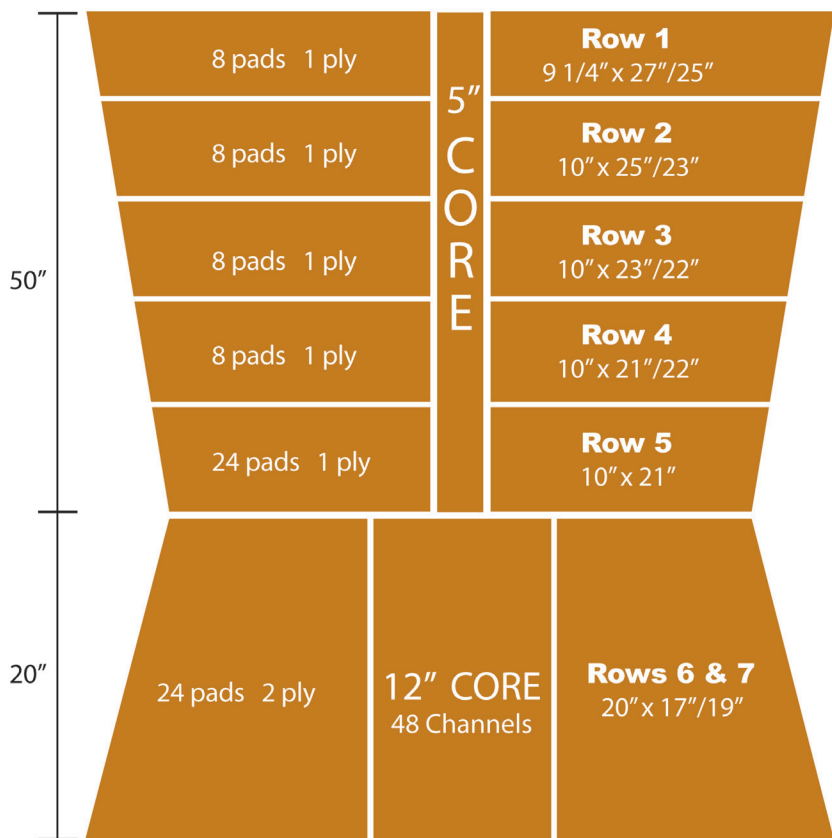 8 pads 1 ply
Row 1
9 1/4” x 27”/25”
5” CORE
8 pads 1 ply
Row 2
10” x 25”/23”
8 pads 1 ply
Row 3
10” x 23”/22”
50”
8 pads 1 ply
Row 4
10” x 21”/22”
24 pads 1 ply
Row 5
10” x 21”
20”
24 pads 2 ply
12” CORE
48 Channels
Rows 6 & 7
20” x 17”/19”